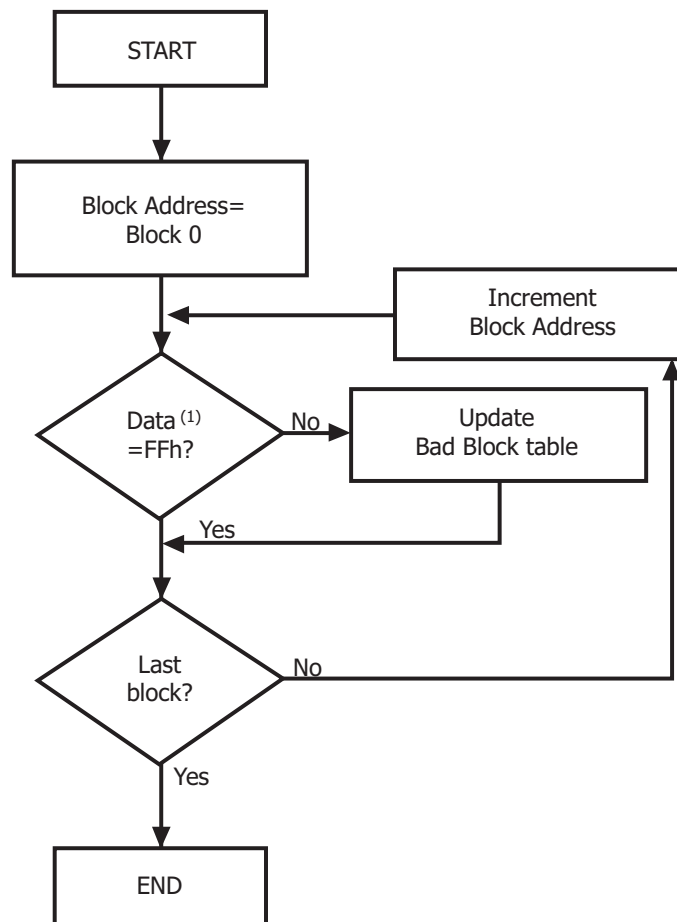 START
Block Address=
Block 0
Increment
Block Address
Data (1)
=FFh?
No
Update
Bad Block table
Yes
Last
block?
No
Yes
END